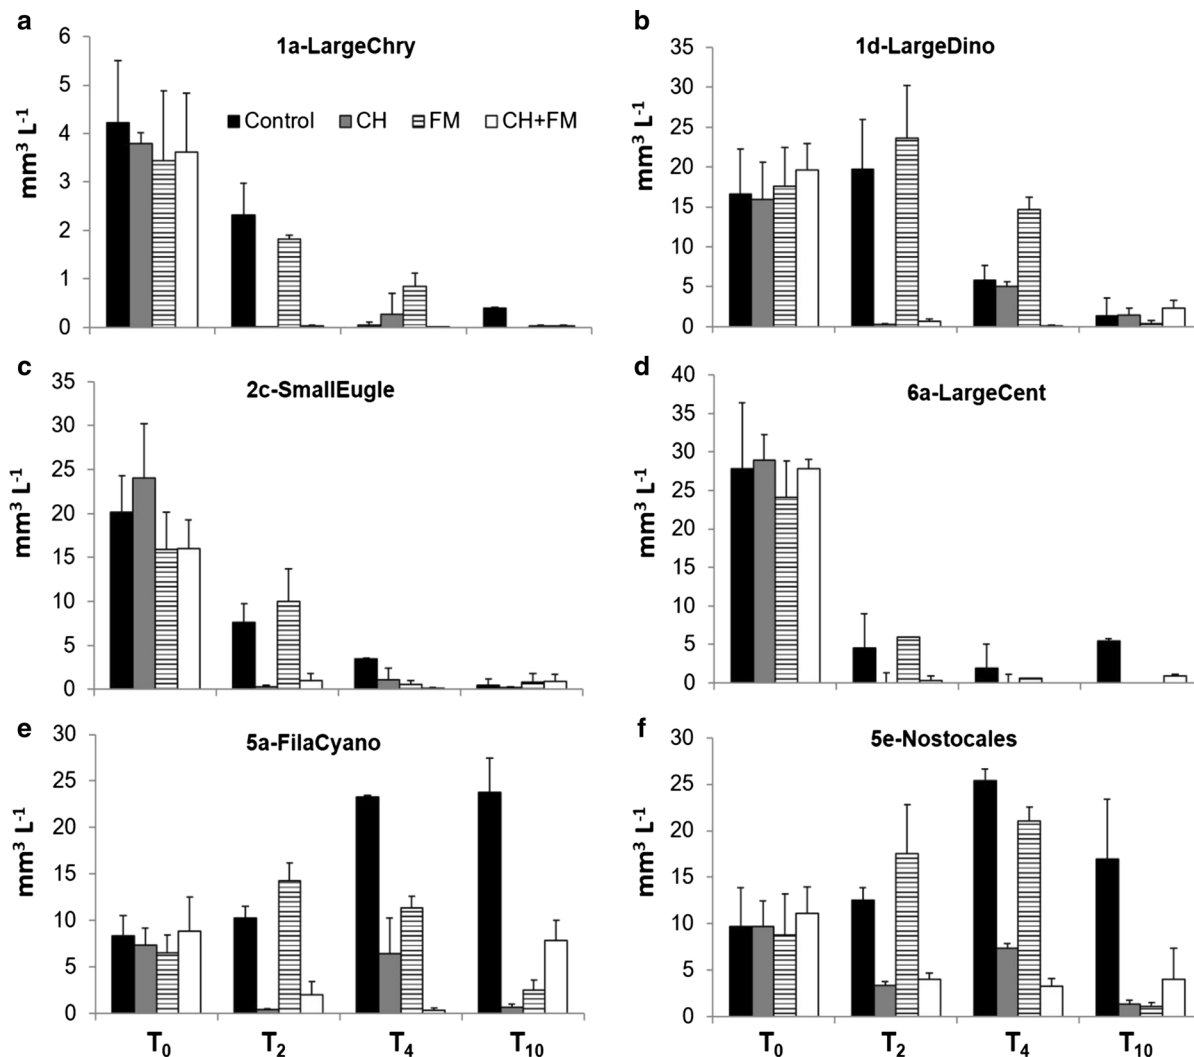 a
1a-LargeChry
mm³ L⁻¹
6
5
4
3
2
1
0
Control CH FM CH+FM
b
1d-LargeDino
mm³ L⁻¹
35
30
25
20
15
10
5
0
c
2c-SmallEugle
mm³ L⁻¹
35
30
25
20
15
10
5
0
d
6a-LargeCent
mm³ L⁻¹
40
35
30
25
20
15
10
5
0
e
5a-FilaCyano
mm³ L⁻¹
30
25
20
15
10
5
0
T₀ T₂ T₄ T₁₀
f
5e-Nostocales
mm³ L⁻¹
30
25
20
15
10
5
0
T₀ T₂ T₄ T₁₀